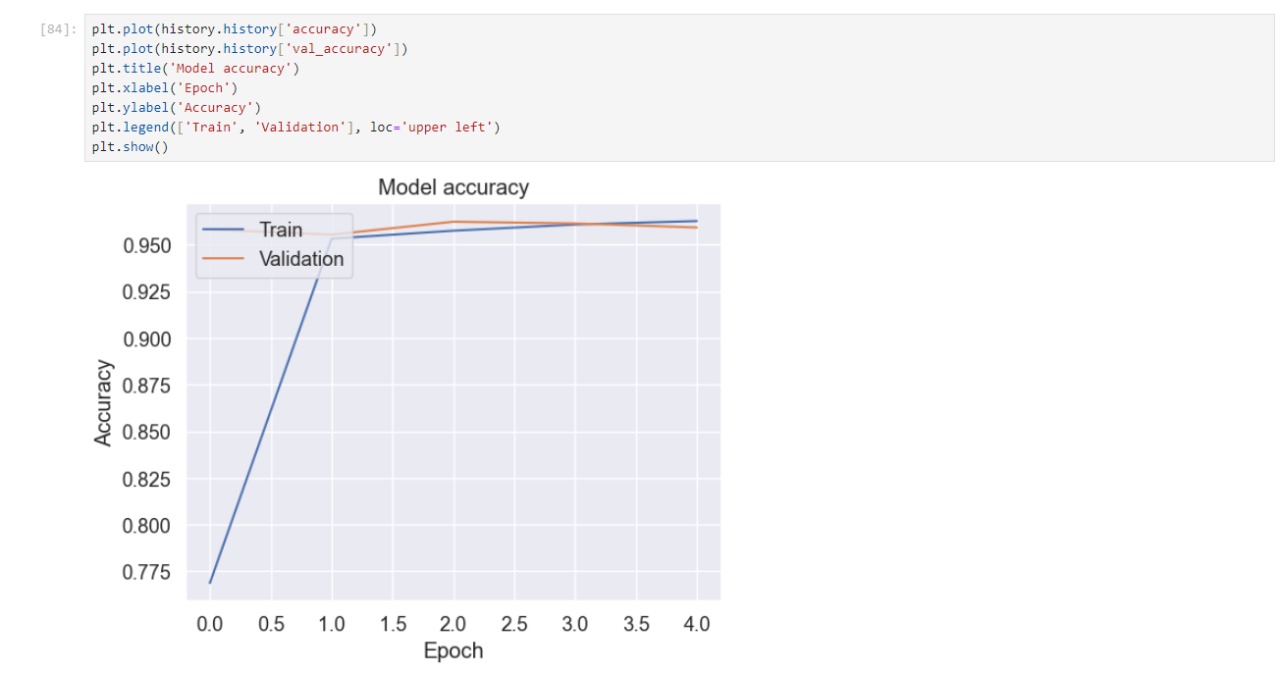 [84]: plt.plot(history.history['accuracy'])
plt.plot(history.history['val_accuracy'])
plt.title('Model accuracy')
plt.xlabel('Epoch')
plt.ylabel('Accuracy')
plt.legend(['Train', 'Validation'], loc='upper left')
plt.show()
Model accuracy
Train
Validation
0.950
0.925
0.900
0.875
0.850
0.825
0.800
0.775
Accuracy
0.0 0.5 1.0 1.5 2.0 2.5 3.0 3.5 4.0
Epoch